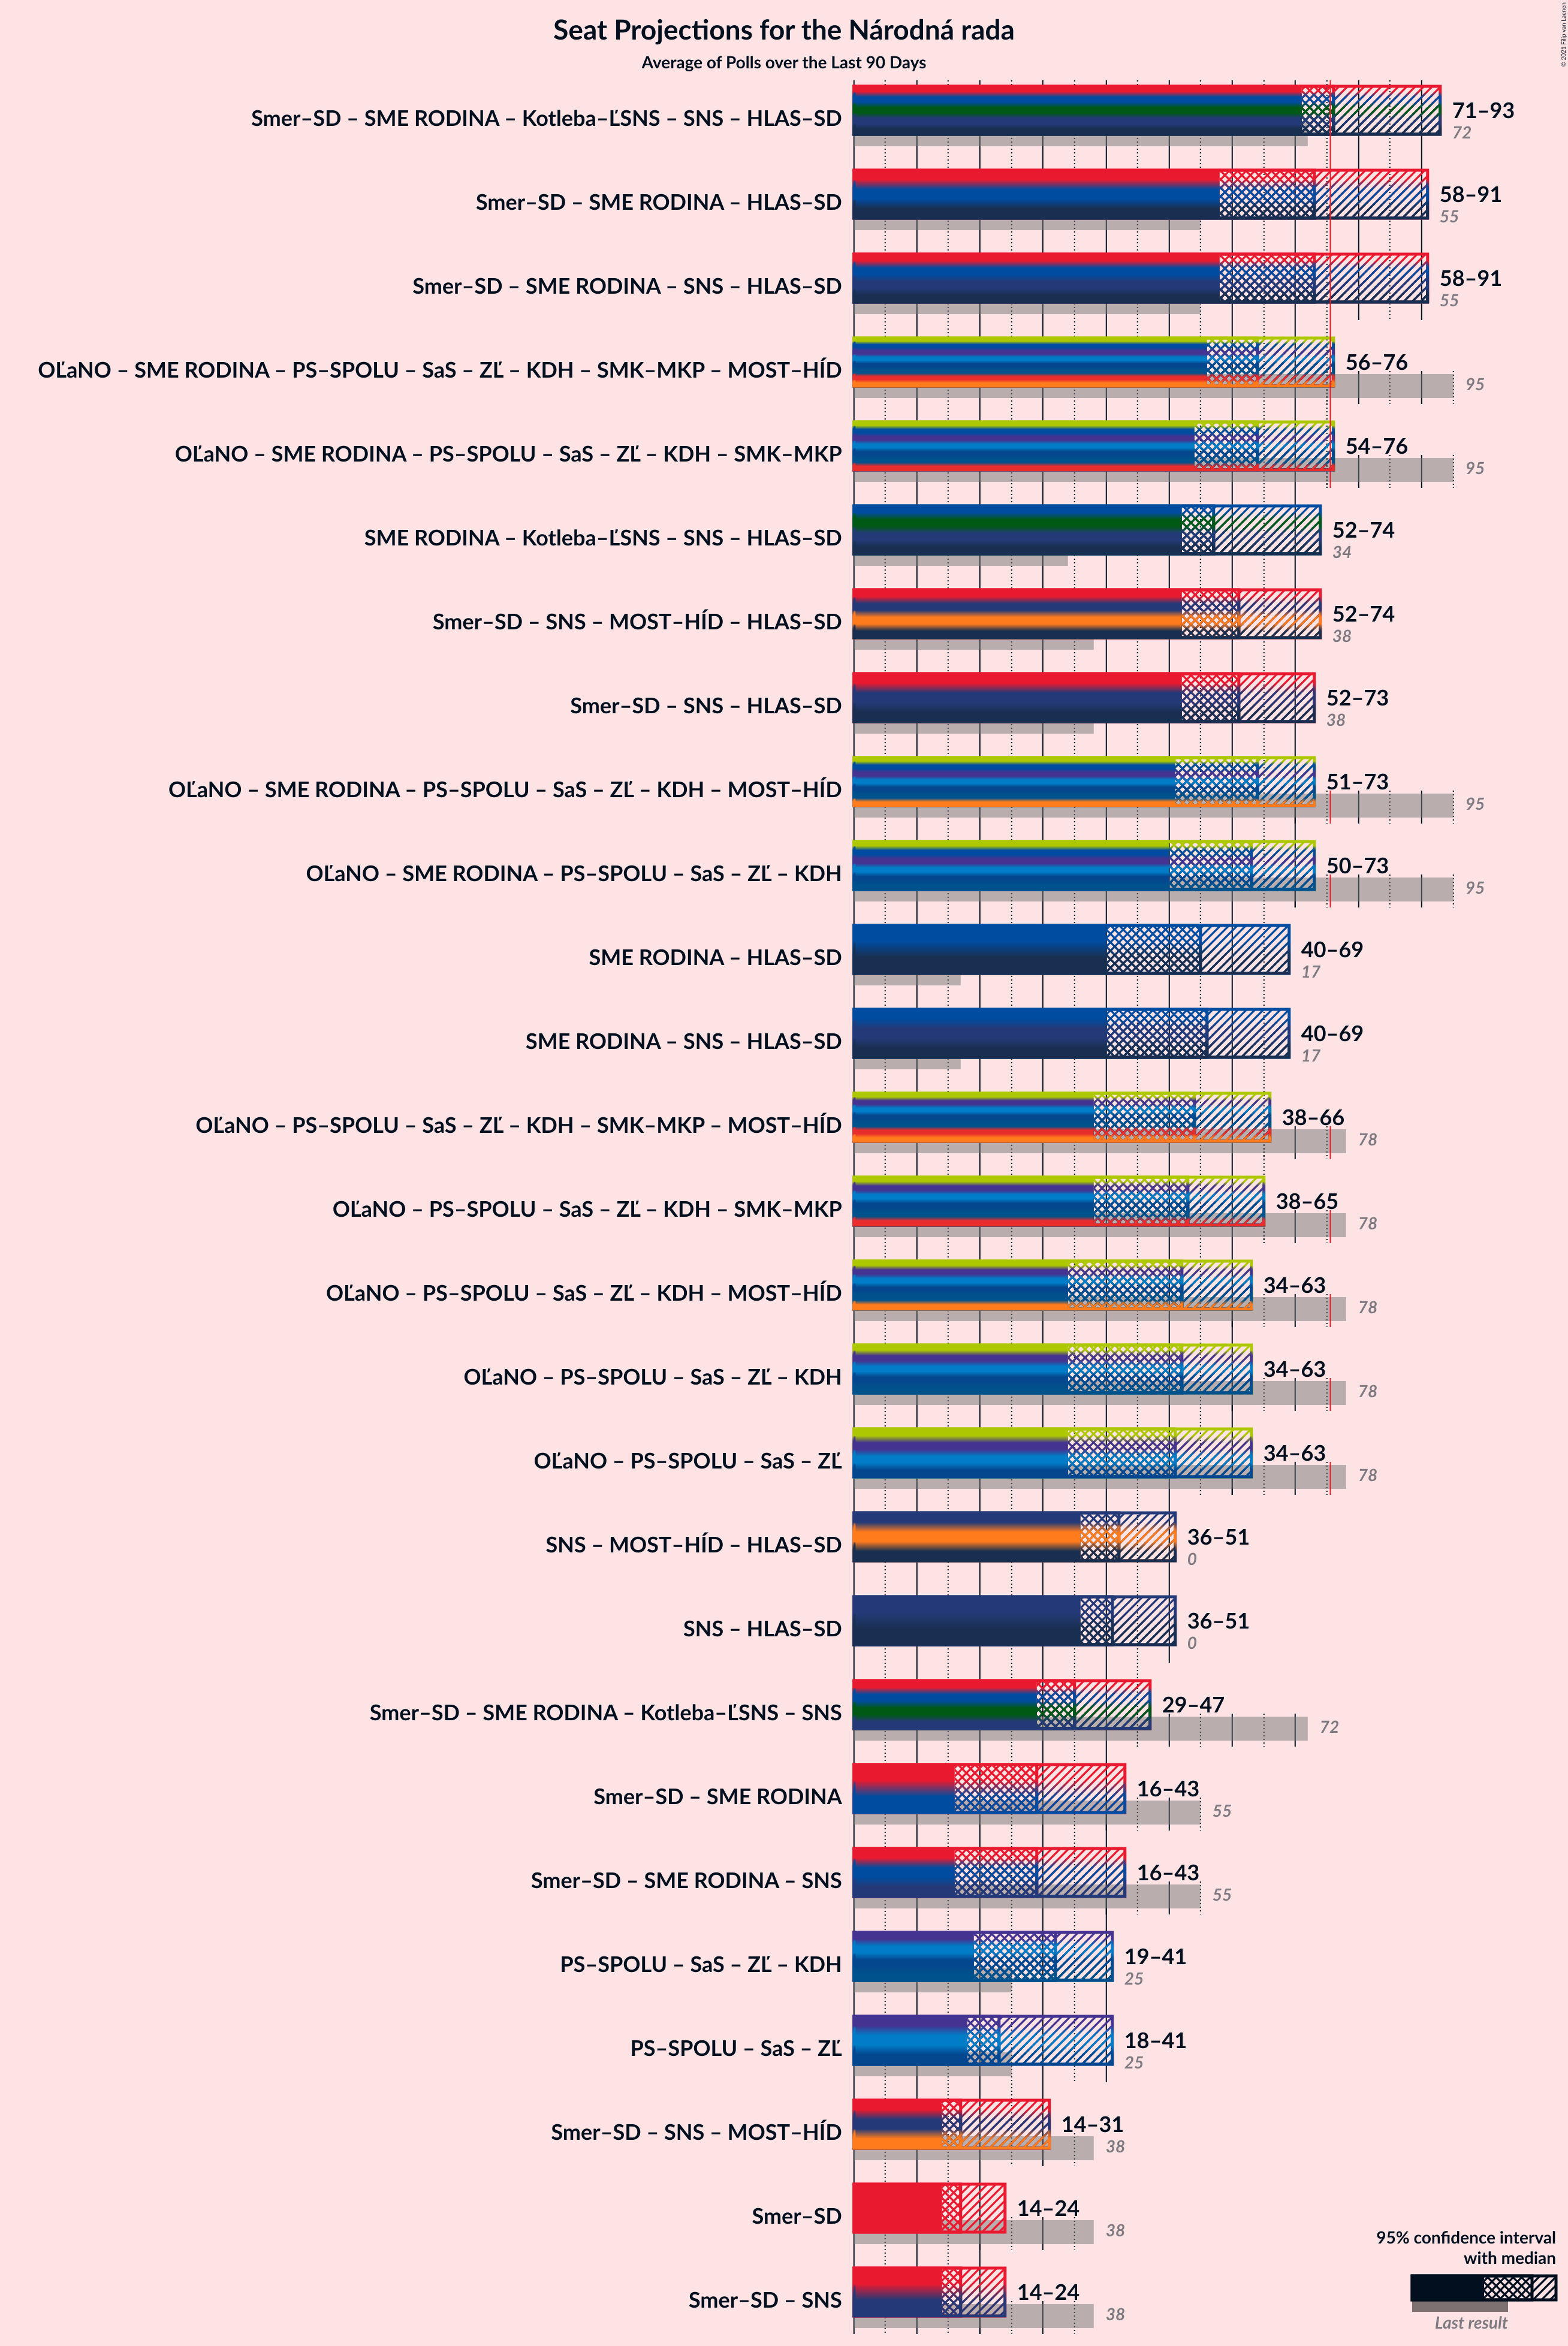 Seat Projections for the Národná rada
Average of Polls over the Last 90 Days
© 2021 Filip van Laenen
Smer–SD – SME RODINA – Kotleba–ĽSNS – SNS – HLAS–SD
71–93
72
Smer–SD – SME RODINA – HLAS–SD
58–91
55
Smer–SD – SME RODINA – SNS – HLAS–SD
58–91
55
OĽaNO – SME RODINA – PS–SPOLU – SaS – ZĽ – KDH – SMK–MKP – MOST–HÍD
56–76
95
OĽaNO – SME RODINA – PS–SPOLU – SaS – ZĽ – KDH – SMK–MKP
54–76
95
SME RODINA – Kotleba–ĽSNS – SNS – HLAS–SD
52–74
34
Smer–SD – SNS – MOST–HÍD – HLAS–SD
52–74
38
Smer–SD – SNS – HLAS–SD
52–73
38
OĽaNO – SME RODINA – PS–SPOLU – SaS – ZĽ – KDH – MOST–HÍD
51–73
95
OĽaNO – SME RODINA – PS–SPOLU – SaS – ZĽ – KDH
50–73
95
SME RODINA – HLAS–SD
40–69
17
SME RODINA – SNS – HLAS–SD
40–69
17
OĽaNO – PS–SPOLU – SaS – ZĽ – KDH – SMK–MKP – MOST–HÍD
38–66
78
OĽaNO – PS–SPOLU – SaS – ZĽ – KDH – SMK–MKP
38–65
78
OĽaNO – PS–SPOLU – SaS – ZĽ – KDH – MOST–HÍD
34–63
78
OĽaNO – PS–SPOLU – SaS – ZĽ – KDH
34–63
78
OĽaNO – PS–SPOLU – SaS – ZĽ
34–63
78
SNS – MOST–HÍD – HLAS–SD
36–51
0
SNS – HLAS–SD
36–51
0
Smer–SD – SME RODINA – Kotleba–ĽSNS – SNS
29–47
72
Smer–SD – SME RODINA
16–43
55
Smer–SD – SME RODINA – SNS
16–43
55
PS–SPOLU – SaS – ZĽ – KDH
19–41
25
PS–SPOLU – SaS – ZĽ
18–41
25
Smer–SD – SNS – MOST–HÍD
14–31
38
Smer–SD
14–24
38
Smer–SD – SNS
14–24
38
95% confidence interval
with median
Last result